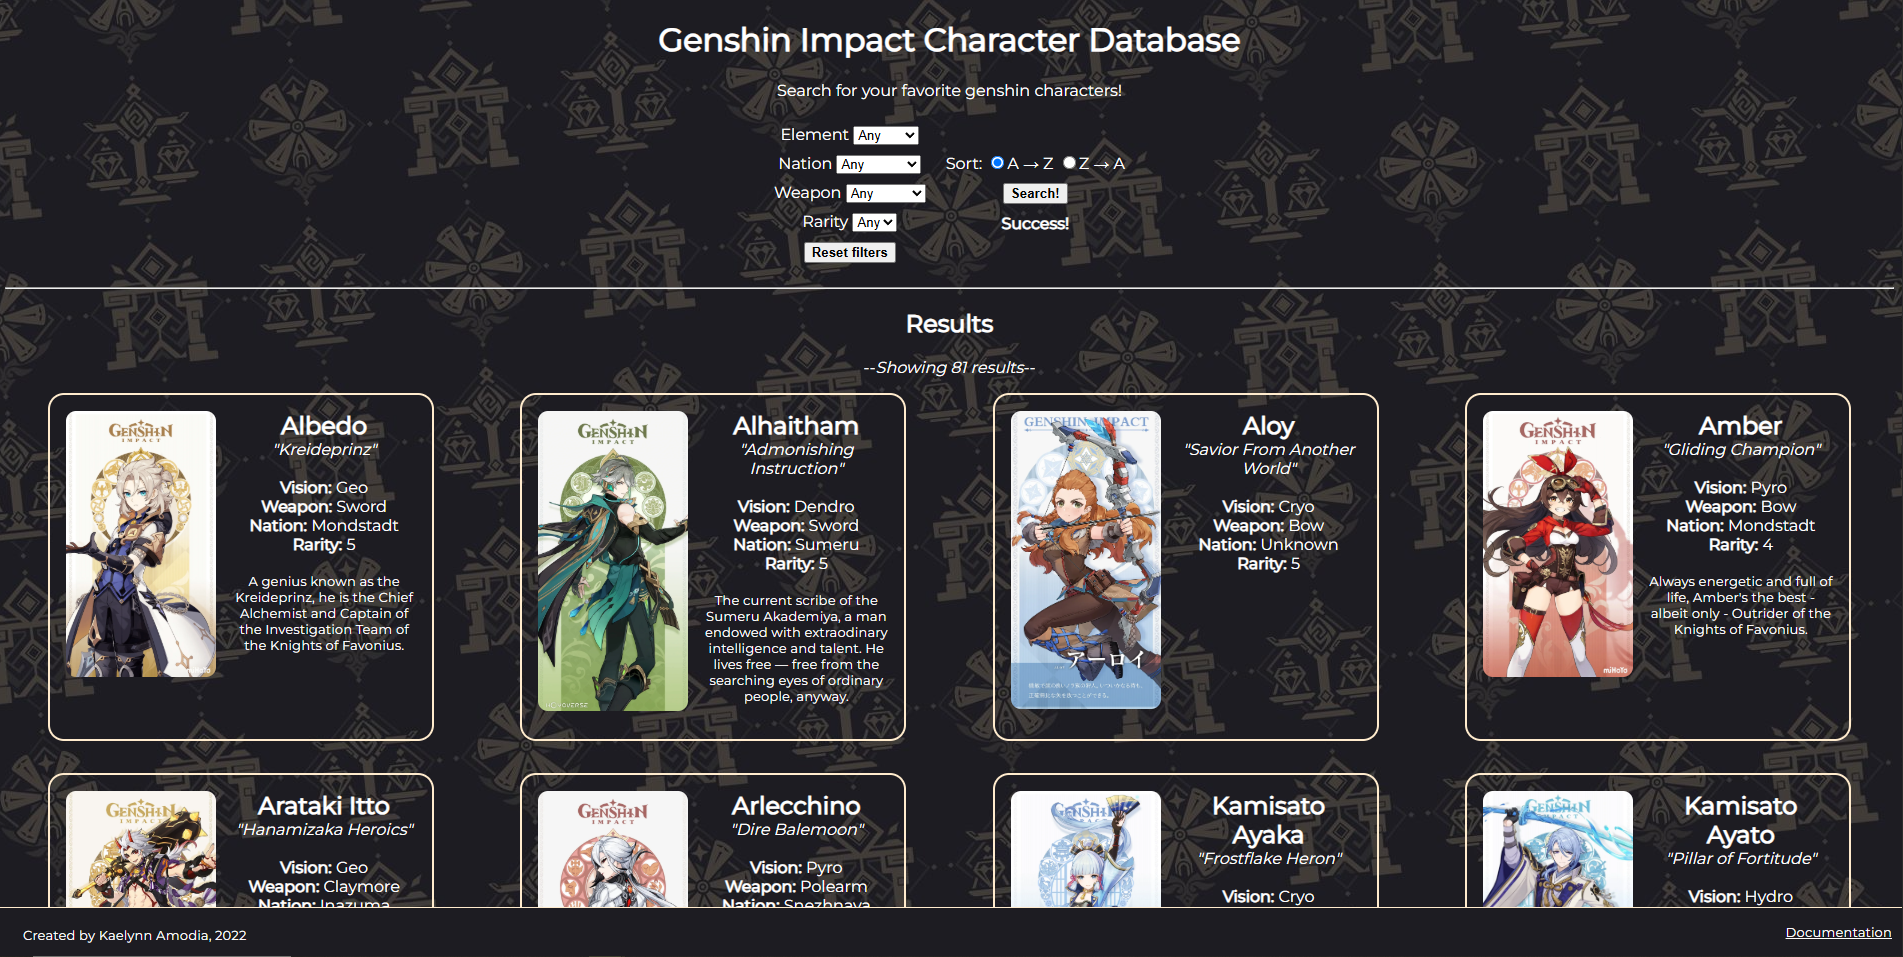 Genshin Impact Character Database
Search for your favorite genshin characters!
Element Any
Nation Any
Weapon Any
Rarity Any
Reset filters
Sort: A → Z Z → A
Search!
Success!
Results
--Showing 81 results--
GENSHIN
IMPACT
miHoYo
Albedo
"Kreideprinz"
Vision: Geo
Weapon: Sword
Nation: Mondstadt
Rarity: 5
A genius known as the
Kreideprinz, he is the Chief
Alchemist and Captain of
the Investigation Team of
the Knights of Favonius.
GENSHIN
IMPACT
HOYOVERSE
Alhaitham
"Admonishing
Instruction"
Vision: Dendro
Weapon: Sword
Nation: Sumeru
Rarity: 5
The current scribe of the
Sumeru Akademiya, a man
endowed with extraodinary
intelligence and talent. He
lives free — free from the
searching eyes of ordinary
people, anyway.
GENSHIN IMPACT
アーロイ
Aloy
"Savior From Another
World"
Vision: Cryo
Weapon: Bow
Nation: Unknown
Rarity: 5
GENSHIN
IMPACT
miHoYo
Amber
"Gliding Champion"
Vision: Pyro
Weapon: Bow
Nation: Mondstadt
Rarity: 4
Always energetic and full of
life, Amber's the best -
albeit only - Outrider of the
Knights of Favonius.
GENSHIN
IMPACT
Arataki Itto
"Hanamizaka Heroics"
Vision: Geo
Weapon: Claymore
Nation: Inazuma
GENSHIN
IMPACT
Arlecchino
"Dire Balemoon"
Vision: Pyro
Weapon: Polearm
Nation: Snezhnaya
GENSHIN
IMPACT
Kamisato
Ayaka
"Frostflake Heron"
Vision: Cryo
GENSHIN
IMPACT
Kamisato
Ayato
"Pillar of Fortitude"
Vision: Hydro
Created by Kaelynn Amodia, 2022
Documentation